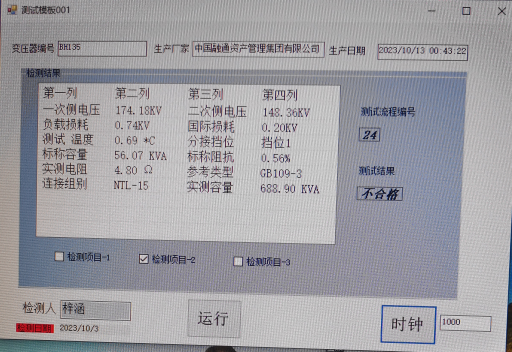 测试模板001
变压器编号 BH135 生产厂家 中国融通资产管理集团有限公司 生产日期 2023/10/13 00:43:22
检测结果
第一列 第二列 第三列 第四列
一次侧电压 174.18KV 二次侧电压 148.36KV
负载损耗 0.74KV 国际损耗 0.20KV
测试 温度 0.69 *C 分接挡位 挡位1
标称容量 56.07 KVA 标称阻抗 0.56%
实测电阻 4.80 Ω 参考类型 GB109-3
连接组别 NTL-15 实测容量 688.90 KVA
测试流程编号
24
测试结果
不合格
检测项目-1 检测项目-2 检测项目-3
检测人 梓涵
检测日期 2023/10/3
运行
时钟
1000